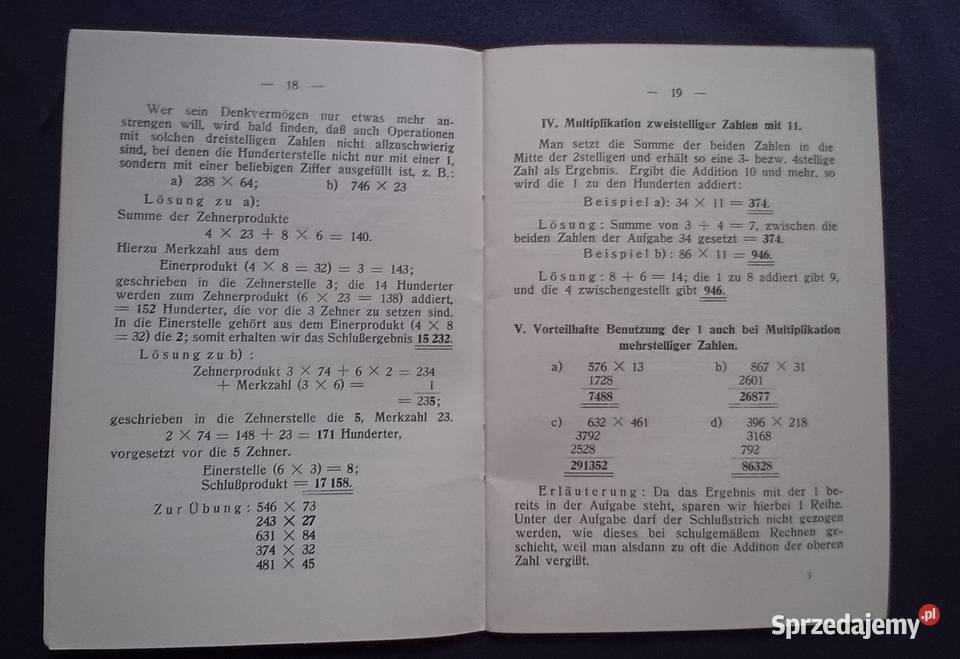 — 18 —
Wer sein Denkvermögen nur etwas mehr an-
strengen will, wird bald finden, daß auch Operationen
mit solchen dreistelligen Zahlen nicht allzuschwierig
sind, bei denen die Hunderterstelle nicht nur mit einer 1,
sondern mit einer beliebigen Ziffer ausgefüllt ist, z. B.:
a) 238 × 64; b) 746 × 23
Lösung zu a):
Summe der Zehnerprodukte
4 × 23 + 8 × 6 = 140.
Hierzu Merkzahl aus dem
Einerprodukt (4 × 8 = 32) = 3 = 143;
geschrieben in die Zehnerstelle 3; die 14 Hunderter
werden zum Zehnerprodukt (6 × 23 = 138) addiert,
= 152 Hunderter, die vor die 3 Zehner zu setzen sind.
In die Einerstelle gehört aus dem Einerprodukt (4 × 8
= 32) die 2; somit erhalten wir das Schlußergebnis 15 232.
Lösung zu b) :
Zehnerprodukt 3 × 74 + 6 × 2 = 234
+ Merkzahl (3 × 6) = 1
= 235;
geschrieben in die Zehnerstelle die 5, Merkzahl 23.
2 × 74 = 148 + 23 = 171 Hunderter,
vorgesetzt vor die 5 Zehner.
Einerstelle (6 × 3) = 8;
Schlußprodukt = 17 158.
Zur Übung: 546 × 73
243 × 27
631 × 84
374 × 32
481 × 45
— 19 —
IV. Multiplikation zweistelliger Zahlen mit 11.
Man setzt die Summe der beiden Zahlen in die
Mitte der 2stelligen und erhält so eine 3- bezw. 4stellige
Zahl als Ergebnis. Ergibt die Addition 10 und mehr, so
wird die 1 zu den Hunderten addiert:
Beispiel a): 34 × 11 = 374.
Lösung: Summe von 3 + 4 = 7, zwischen die
beiden Zahlen der Aufgabe 34 gesetzt = 374.
Beispiel b): 86 × 11 = 946.
Lösung: 8 + 6 = 14; die 1 zu 8 addiert gibt 9,
und die 4 zwischengestellt gibt 946.
V. Vorteilhafte Benutzung der 1 auch bei Multiplikation
mehrstelliger Zahlen.
a) 576 × 13 b) 867 × 31
1728 2601
7488 26877
c) 632 × 461 d) 396 × 218
3792 3168
2528 792
291352 86328
Erläuterung: Da das Ergebnis mit der 1 be-
reits in der Aufgabe steht, sparen wir hierbei 1 Reihe.
Unter der Aufgabe darf der Schlußstrich nicht gezogen
werden, wie dieses bei schulgemäßem Rechnen ge-
schieht, weil man alsdann zu oft die Addition der oberen
Zahl vergißt.
Sprzedajemy.pl